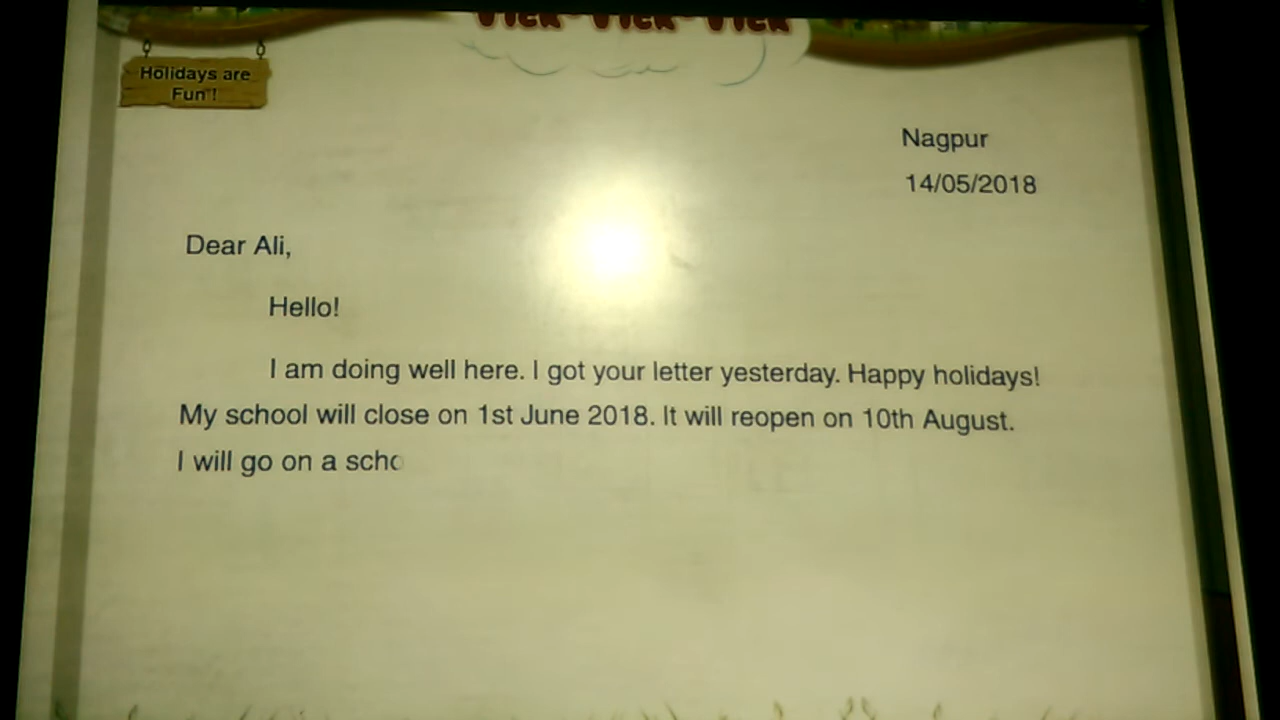 Holidays are
Fun !
Nagpur
14/05/2018
Dear Ali,
Hello!
I am doing well here. I got your letter yesterday. Happy holidays!
My school will close on 1st June 2018. It will reopen on 10th August.
I will go on a scho